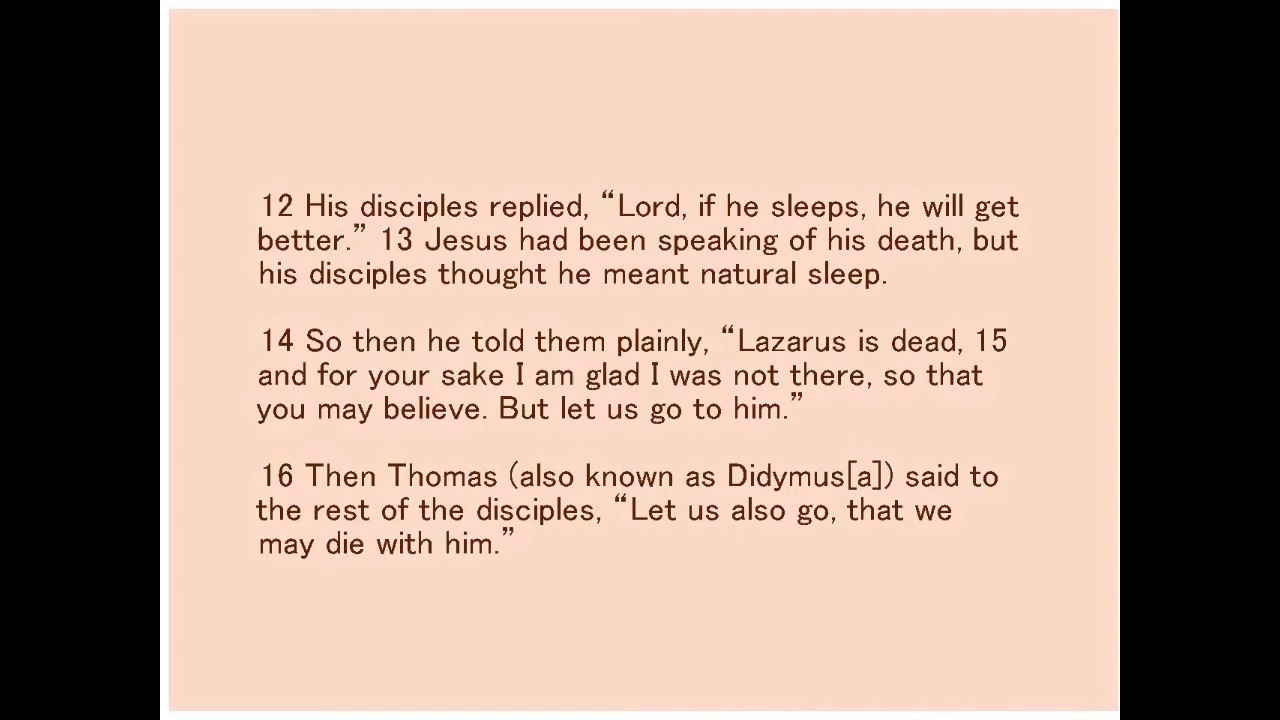 12 His disciples replied, “Lord, if he sleeps, he will get
better.” 13 Jesus had been speaking of his death, but
his disciples thought he meant natural sleep.
14 So then he told them plainly, “Lazarus is dead, 15
and for your sake I am glad I was not there, so that
you may believe. But let us go to him.”
16 Then Thomas (also known as Didymus[a]) said to
the rest of the disciples, “Let us also go, that we
may die with him.”